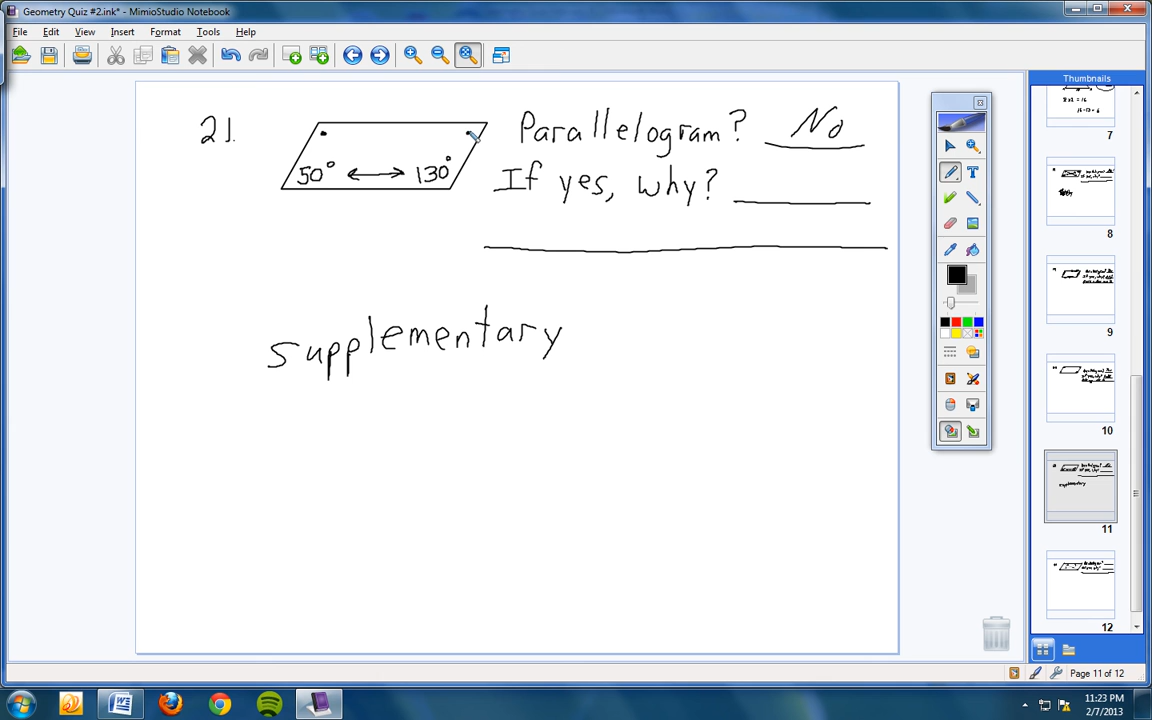 Geometry Quiz #2.ink* - MimioStudio Notebook
File Edit View Insert Format Tools Help
Thumbnails
21. Parallelogram? No
50° 130°
If yes, why?
supplementary
7
8
9
10
11
12
Page 11 of 12
11:23 PM
2/7/2013